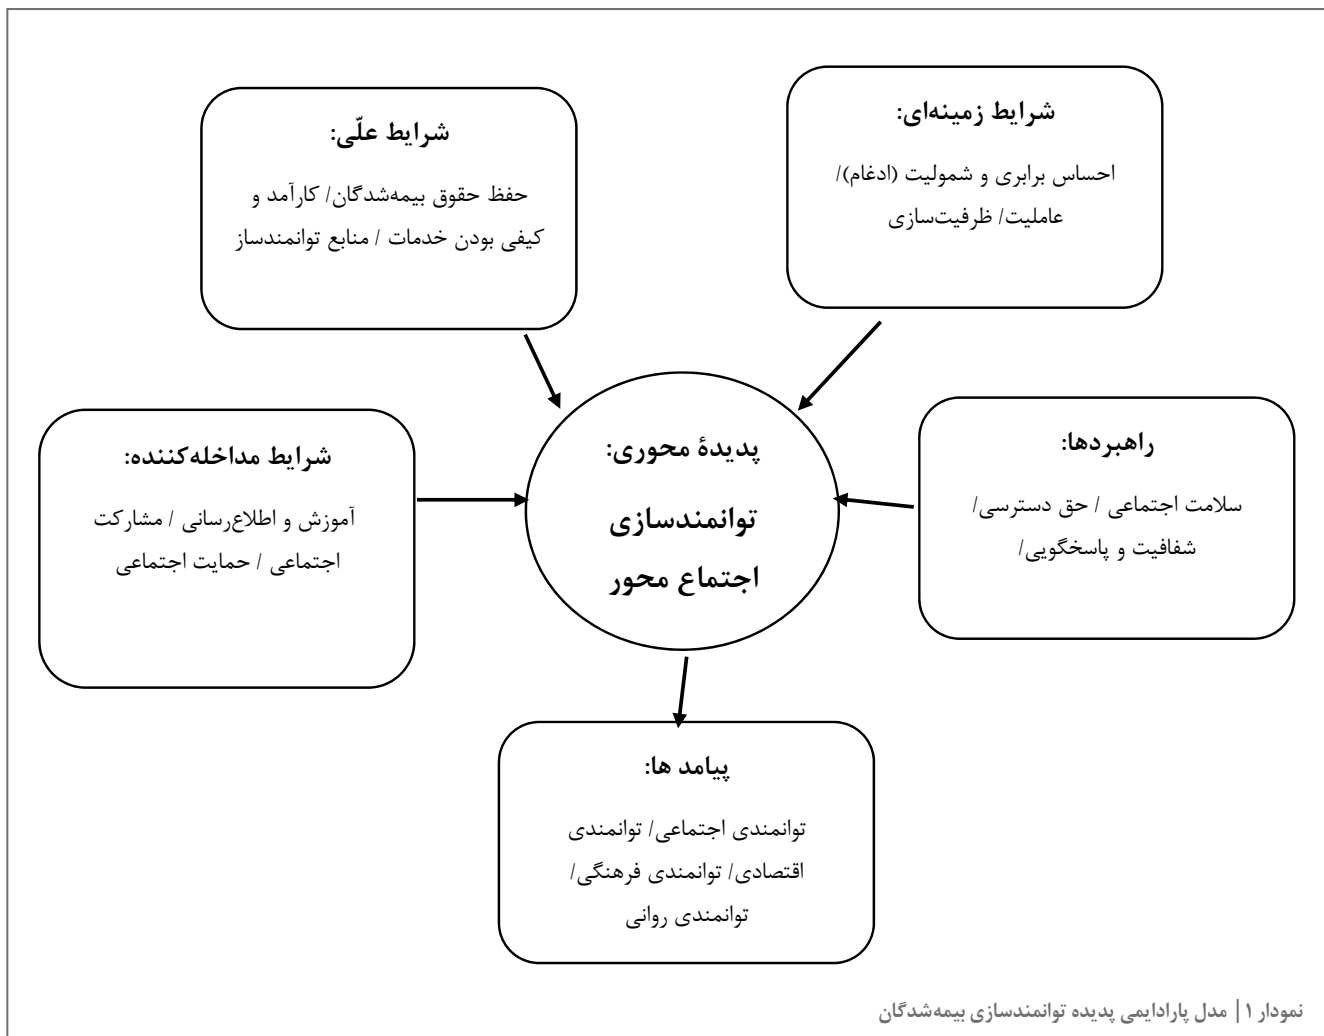 شرایط زمینه‌ای:
احساس برابری و شمولیت (ادغام)/
عاملیت/ ظرفیت‌سازی
شرایط علّی:
حفظ حقوق بیمه‌شدگان/ کارآمد و
کیفی بودن خدمات / منابع توانمندساز
راهبردها:
سلامت اجتماعی / حق دسترسی/
شفافیت و پاسخگویی/
پدیدۀ محوری:
توانمندسازی
اجتماع محور
شرایط مداخله‌کننده:
آموزش و اطلاع‌رسانی / مشارکت
اجتماعی / حمایت اجتماعی
پیامد ها:
توانمندی اجتماعی/ توانمندی
اقتصادی/ توانمندی فرهنگی/
توانمندی روانی
نمودار ۱| مدل پارادایمی پدیده توانمندسازی بیمه‌شدگان